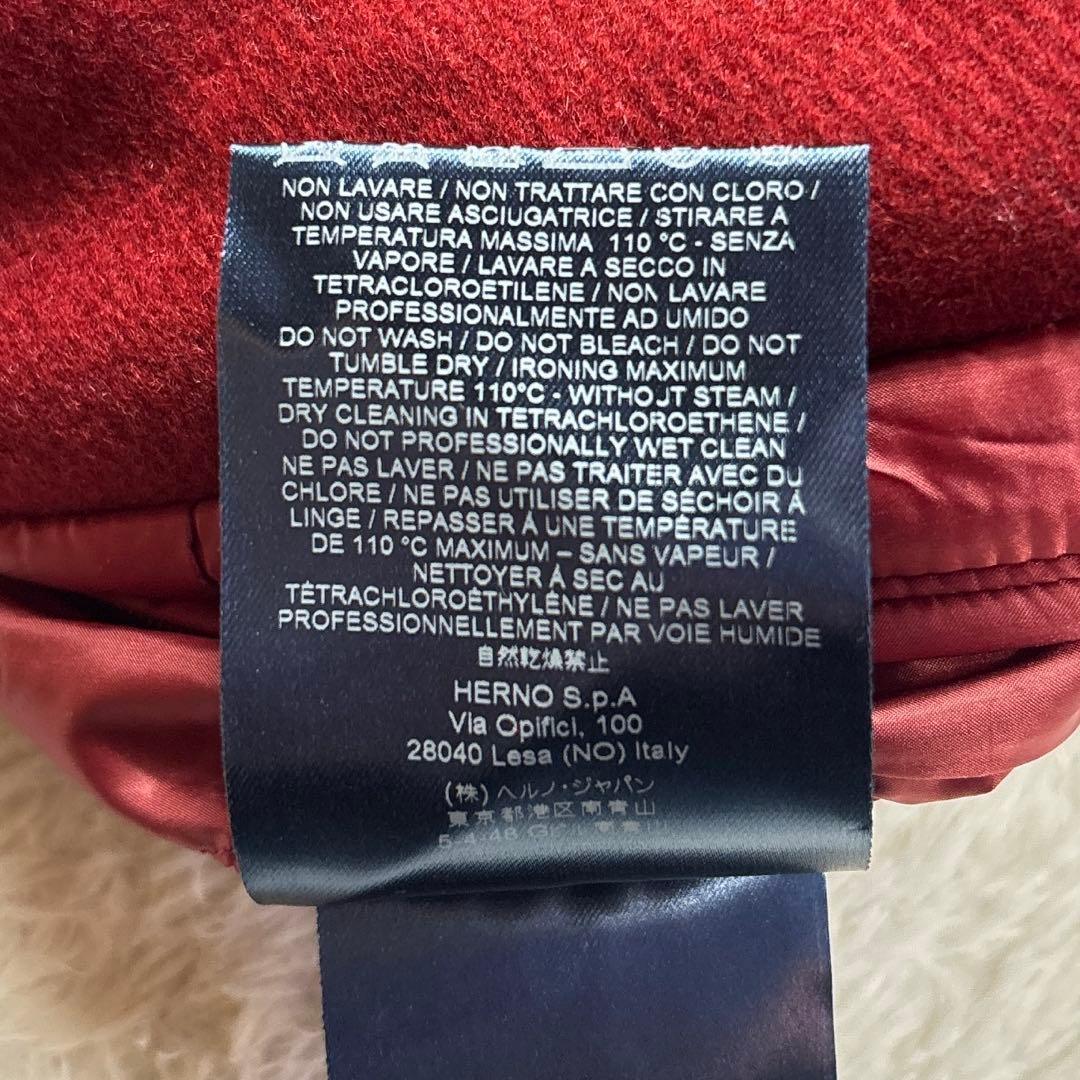 NON LAVARE / NON TRATTARE CON CLORO /
NON USARE ASCIUGATRICE / STIRARE A
TEMPERATURA MASSIMA 110 °C - SENZA
VAPORE / LAVARE A SECCO IN
TETRACLOROETILENE / NON LAVARE
PROFESSIONALMENTE AD UMIDO
DO NOT WASH / DO NOT BLEACH / DO NOT
TUMBLE DRY / IRONING MAXIMUM
TEMPERATURE 110°C - WITHOUT STEAM /
DRY CLEANING IN TETRACHLOROETHENE /
DO NOT PROFESSIONALLY WET CLEAN
NE PAS LAVER / NE PAS TRAITER AVEC DU
CHLORE / NE PAS UTILISER DE SÉCHOIR À
LINGE / REPASSER À UNE TEMPÉRATURE
DE 110 °C MAXIMUM – SANS VAPEUR /
NETTOYER À SEC AU
TÉTRACHLOROÉTHYLÉNE / NE PAS LAVER
PROFESSIONNELLEMENT PAR VOIE HUMIDE
自然乾燥禁止
HERNO S.p.A
Via Opifici, 100
28040 Lesa (NO) Italy
(株) ヘルノ・ジャパン
東京都港区南青山
5-4-48